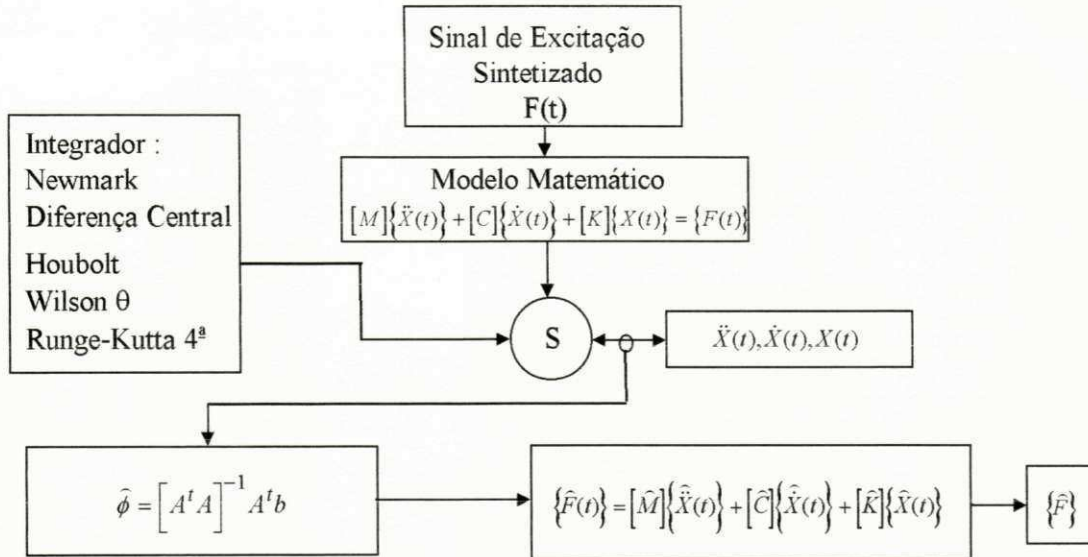 Sinal de Excitação
Sintetizado
F(t)
Integrador :
Newmark
Diferença Central
Houbolt
Wilson θ
Runge-Kutta 4ª
Modelo Matemático
[M]{Ẍ(t)} + [C]{Ẋ(t)} + [K]{X(t)} = {F(t)}
S
Ẍ(t), Ẋ(t), X(t)
ϕ̂ = [AᵗA]⁻¹ Aᵗb
{F̂(t)} = [M̂]{Ẍ̂(t)} + [Ĉ]{Ẋ̂(t)} + [K̂]{X̂(t)}
{F̂}